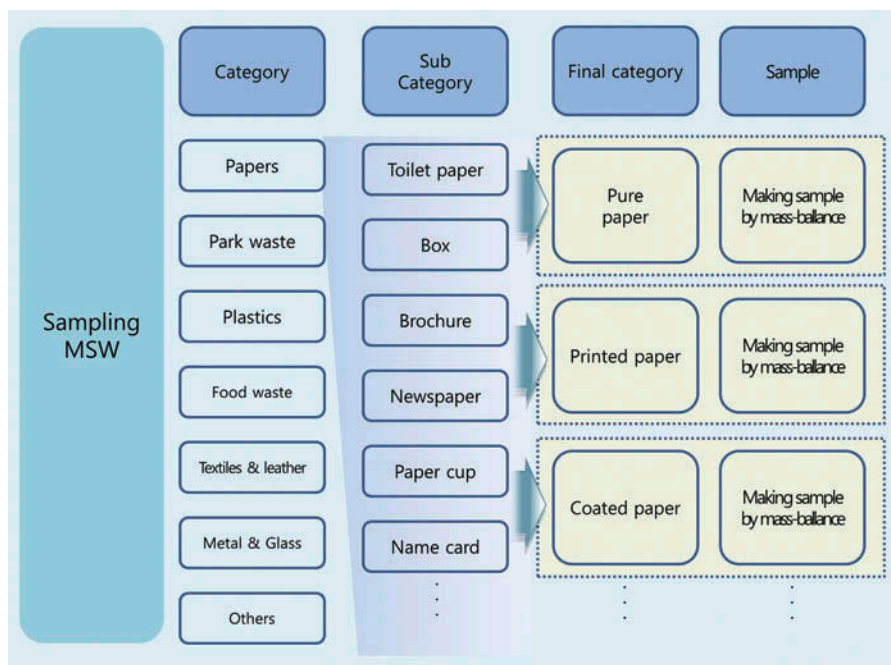 Sampling
MSW
Category
Papers
Park waste
Plastics
Food waste
Textiles & leather
Metal & Glass
Others
Sub
Category
Toilet paper
Box
Brochure
Newspaper
Paper cup
Name card
Final category
Pure
paper
Printed paper
Coated paper
Sample
Making sample
by mass-ballance
Making sample
by mass-ballance
Making sample
by mass-ballance